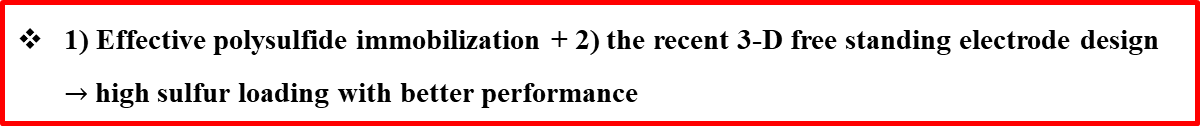 ❖ 1) Effective polysulfide immobilization + 2) the recent 3-D free standing electrode design
→ high sulfur loading with better performance